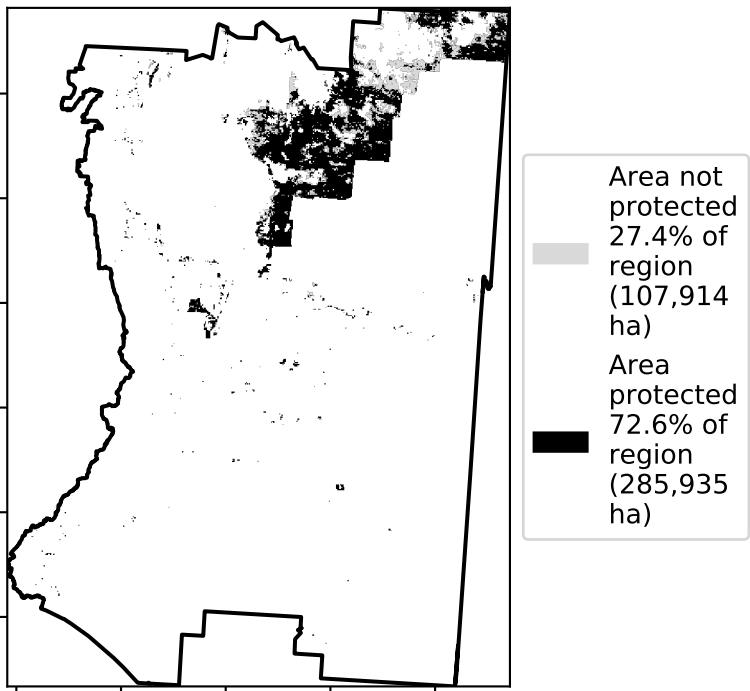 Area not
protected
27.4% of
region
(107,914
ha)
Area
protected
72.6% of
region
(285,935
ha)